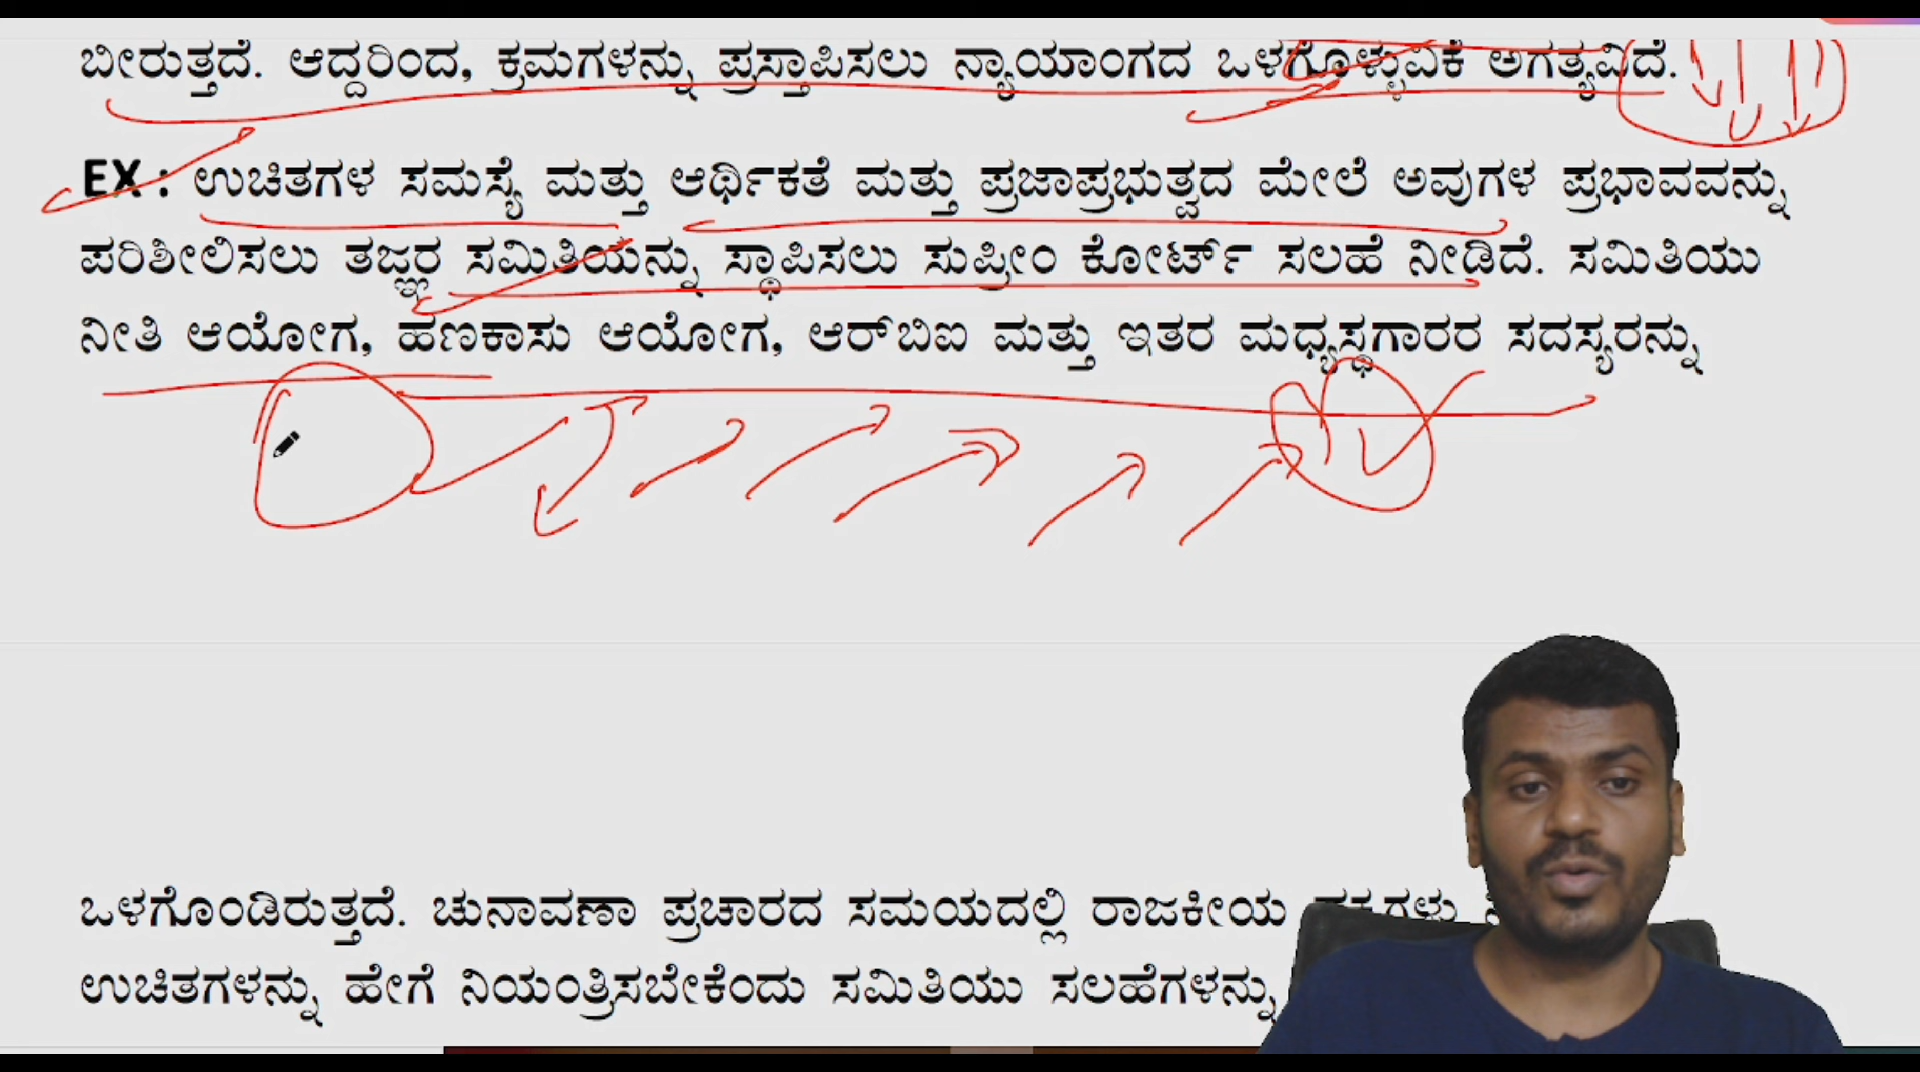 ಬೀರುತ್ತದೆ. ಆದ್ದರಿಂದ, ಕ್ರಮಗಳನ್ನು ಪ್ರಸ್ತಾಪಿಸಲು ನ್ಯಾಯಾಂಗದ ಒಳಗೊಳ್ಳುವಿಕೆ ಅಗತ್ಯವಿದೆ.
EX : ಉಚಿತಗಳ ಸಮಸ್ಯೆ ಮತ್ತು ಆರ್ಥಿಕತೆ ಮತ್ತು ಪ್ರಜಾಪ್ರಭುತ್ವದ ಮೇಲೆ ಅವುಗಳ ಪ್ರಭಾವವನ್ನು
ಪರಿಶೀಲಿಸಲು ತಜ್ಞರ ಸಮಿತಿಯನ್ನು ಸ್ಥಾಪಿಸಲು ಸುಪ್ರೀಂ ಕೋರ್ಟ್ ಸಲಹೆ ನೀಡಿದೆ. ಸಮಿತಿಯು
ನೀತಿ ಆಯೋಗ, ಹಣಕಾಸು ಆಯೋಗ, ಆರ್‌ಬಿಐ ಮತ್ತು ಇತರ ಮಧ್ಯಸ್ಥಗಾರರ ಸದಸ್ಯರನ್ನು
ಒಳಗೊಂಡಿರುತ್ತದೆ. ಚುನಾವಣಾ ಪ್ರಚಾರದ ಸಮಯದಲ್ಲಿ ರಾಜಕೀಯ
ಉಚಿತಗಳನ್ನು ಹೇಗೆ ನಿಯಂತ್ರಿಸಬೇಕೆಂದು ಸಮಿತಿಯು ಸಲಹೆಗಳನ್ನು